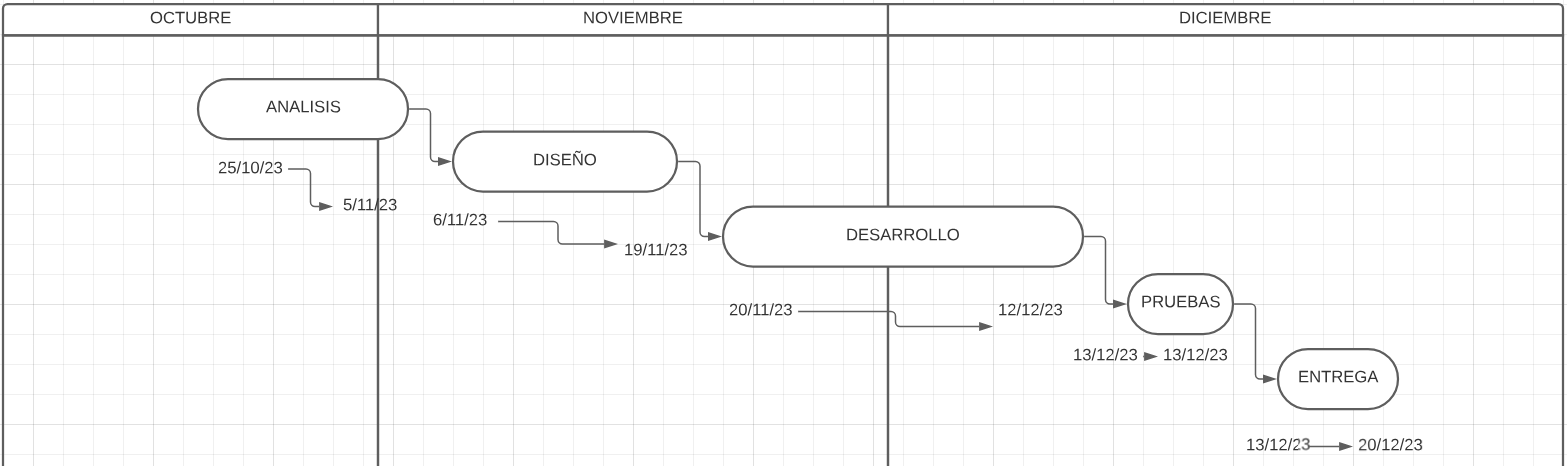 OCTUBRE
NOVIEMBRE
DICIEMBRE
ANALISIS
25/10/23
5/11/23
DISEÑO
6/11/23
19/11/23
DESARROLLO
20/11/23
12/12/23
PRUEBAS
13/12/23
13/12/23
ENTREGA
13/12/23
20/12/23